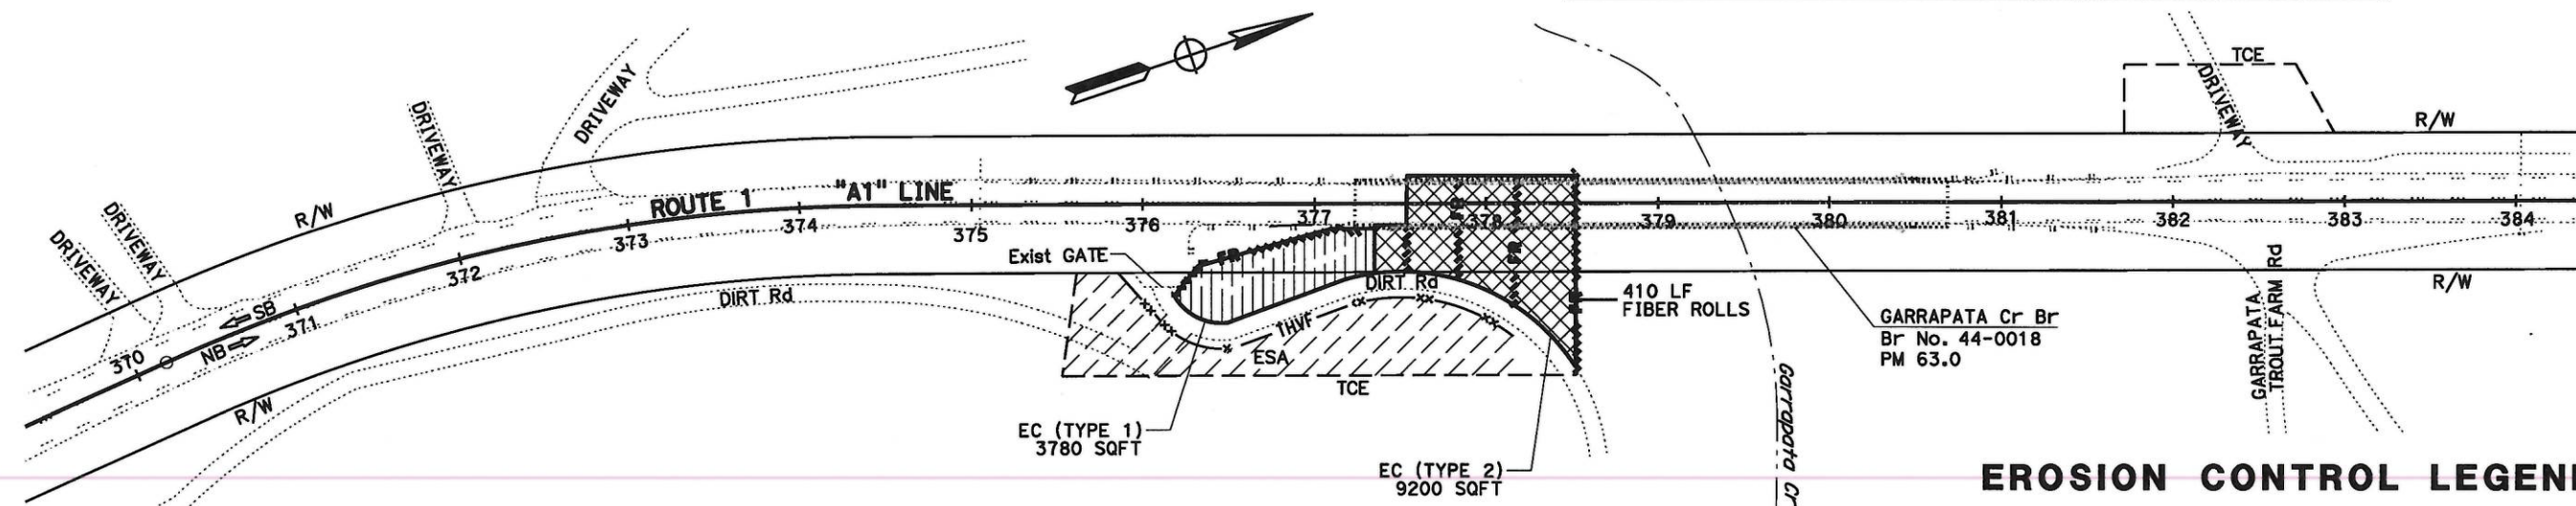 DRIVEWAY
DRIVEWAY
DRIVEWAY
DRIVEWAY
R/W
ROUTE 1
"A1" LINE
TCE
DRIVEWAY
R/W
370
371
372
373
374
375
376
377
378
379
380
381
382
383
384
SB
NB
R/W
DIRT Rd
Exist GATE
FR
FR
FR
DIRT Rd
THVF
ESA
TCE
410 LF
FIBER ROLLS
GARRAPATA Cr Br
Br No. 44-0018
PM 63.0
GARRAPATA
TROUT FARM Rd
R/W
Garrapata Cr
EC (TYPE 1)
3780 SQFT
EC (TYPE 2)
9200 SQFT
EROSION CONTROL LEGEN